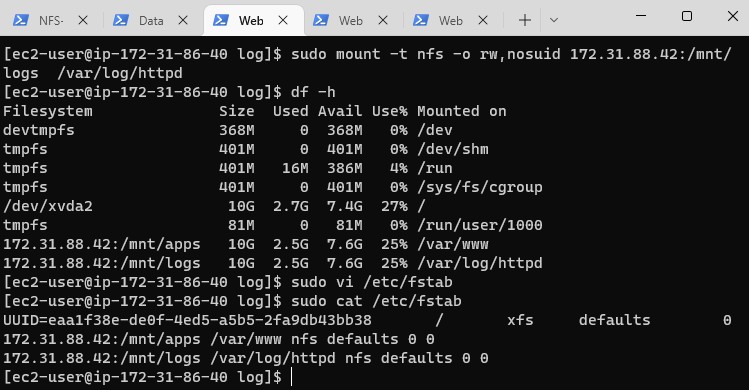 NFS- Data Web Web Web
[ec2-user@ip-172-31-86-40 log]$ sudo mount -t nfs -o rw,nosuid 172.31.88.42:/mnt/
logs  /var/log/httpd
[ec2-user@ip-172-31-86-40 log]$ df -h
Filesystem              Size  Used Avail Use% Mounted on
devtmpfs                368M     0  368M   0% /dev
tmpfs                   401M     0  401M   0% /dev/shm
tmpfs                   401M   16M  386M   4% /run
tmpfs                   401M     0  401M   0% /sys/fs/cgroup
/dev/xvda2               10G  2.7G  7.4G  27% /
tmpfs                    81M     0   81M   0% /run/user/1000
172.31.88.42:/mnt/apps   10G  2.5G  7.6G  25% /var/www
172.31.88.42:/mnt/logs   10G  2.5G  7.6G  25% /var/log/httpd
[ec2-user@ip-172-31-86-40 log]$ sudo vi /etc/fstab
[ec2-user@ip-172-31-86-40 log]$ sudo cat /etc/fstab
UUID=eaa1f38e-de0f-4ed5-a5b5-2fa9db43bb38       /       xfs     defaults        0
172.31.88.42:/mnt/apps /var/www nfs defaults 0 0
172.31.88.42:/mnt/logs /var/log/httpd nfs defaults 0 0
[ec2-user@ip-172-31-86-40 log]$